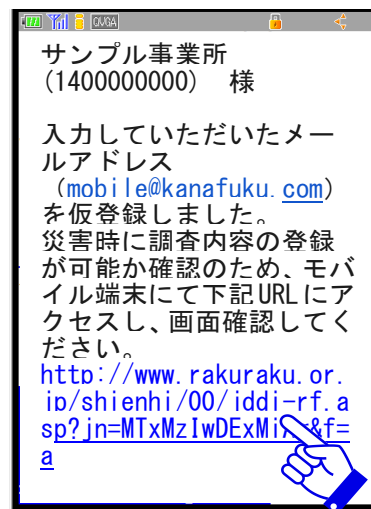 QVGA
サンプル事業所
(1400000000) 様
入力していただいたメー
ルアドレス
(mobile@kanafuku.com)
を仮登録しました。
災害時に調査内容の登録
が可能か確認のため、モバ
イル端末にて下記URLにア
クセスし、画面確認してく
ださい。
http://www.rakuraku.or.
jp/shienhi/00/iddi-rf.a
&f=
a